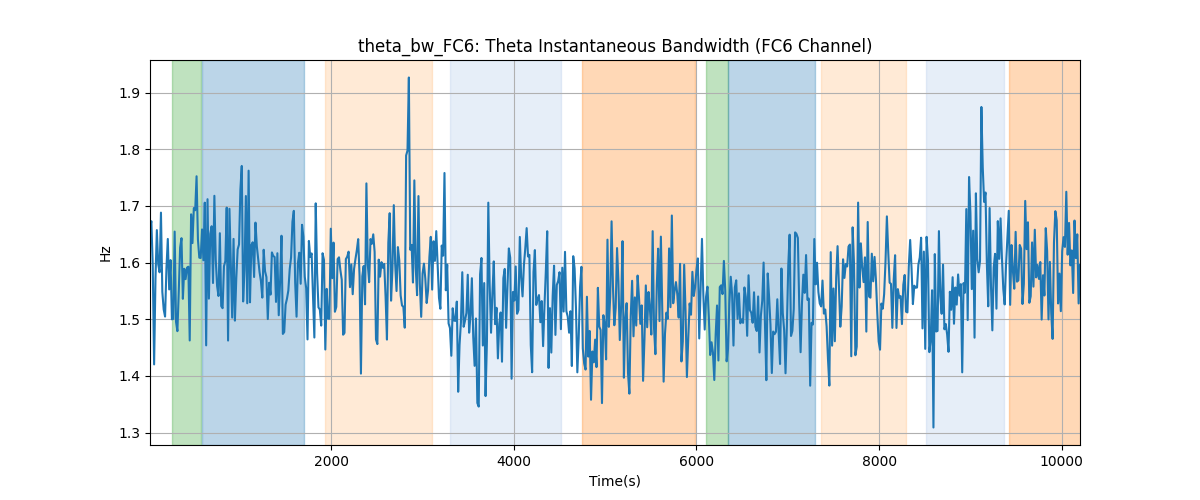 theta_bw_FC6: Theta Instantaneous Bandwidth (FC6 Channel)
1.9
1.8
1.7
1.6
1.5
1.4
1.3
Hz
2000 4000 6000 8000 10000
Time(s)